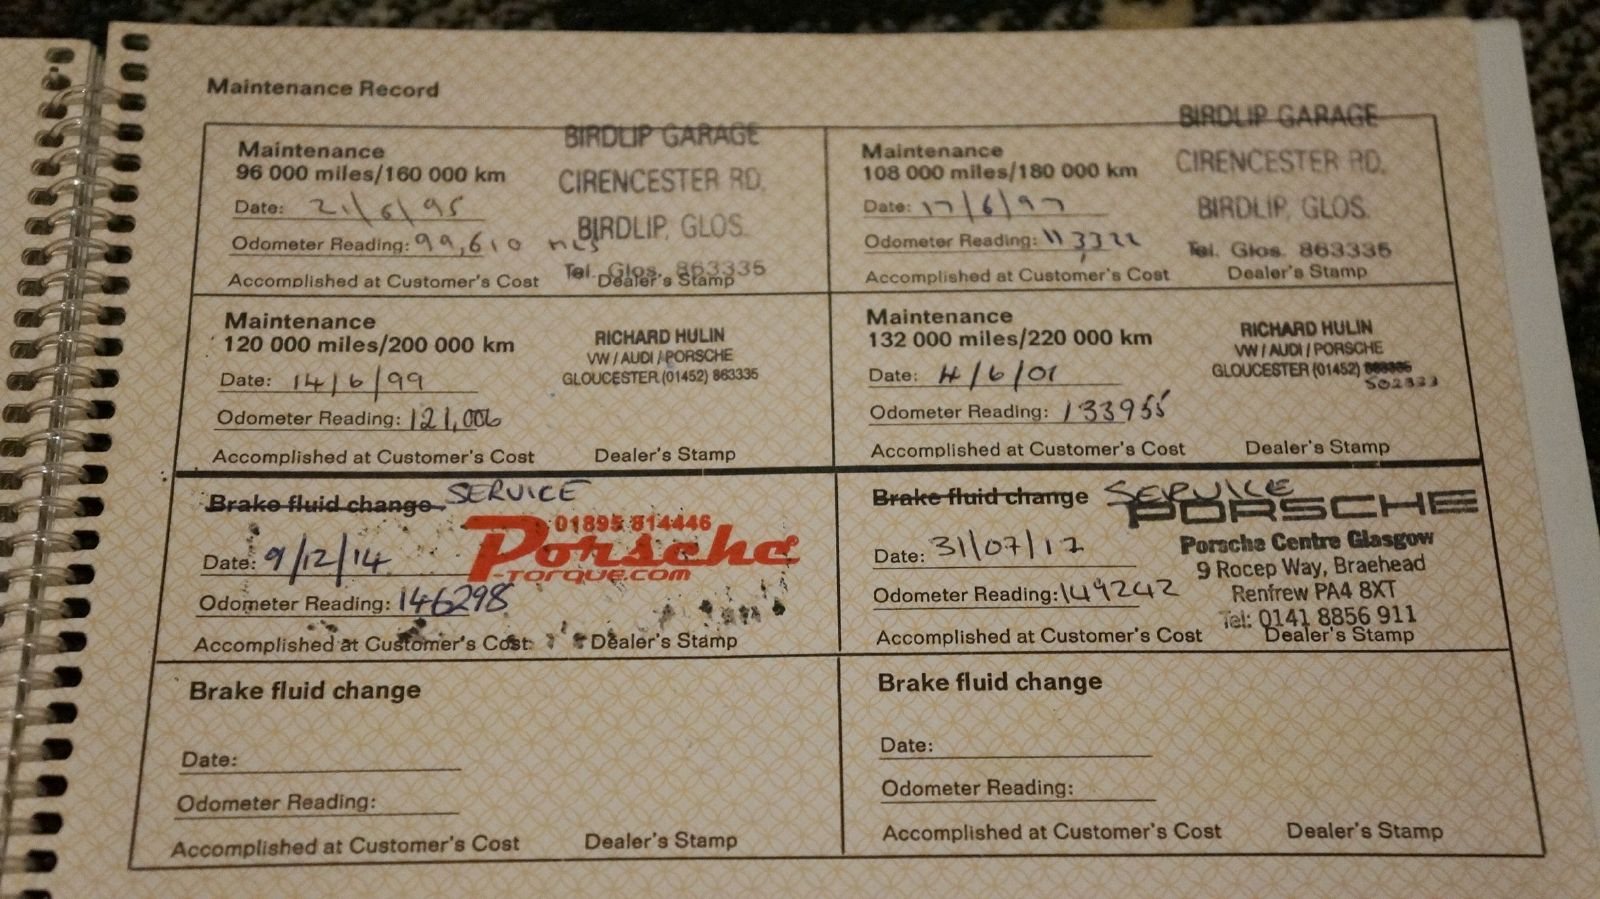 Maintenance Record
Maintenance
96 000 miles/160 000 km
Date: 21/6/95
Odometer Reading: 99,610 mls
Accomplished at Customer's Cost
Dealer's Stamp
BIRDLIP GARAGE
CIRENCESTER RD.
BIRDLIP, GLOS.
Tel. Glos. 863335
Maintenance
108 000 miles/180 000 km
Date: 17/6/97
Odometer Reading: 113322
Accomplished at Customer's Cost
Dealer's Stamp
BIRDLIP GARAGE
CIRENCESTER RD.
BIRDLIP, GLOS.
Tel. Glos. 863335
Maintenance
120 000 miles/200 000 km
Date: 14/6/99
Odometer Reading: 121,006
Accomplished at Customer's Cost
Dealer's Stamp
RICHARD HULIN
VW / AUDI / PORSCHE
GLOUCESTER (01452) 863335
Maintenance
132 000 miles/220 000 km
Date: 4/6/01
Odometer Reading: 133955
Accomplished at Customer's Cost
Dealer's Stamp
RICHARD HULIN
VW / AUDI / PORSCHE
GLOUCESTER (01452) 863335
502333
Brake fluid change SERVICE
Date: 9/12/14
Odometer Reading: 146298
Accomplished at Customer's Cost
Dealer's Stamp
01895 814446
Porsche
-TORQUE.COM
Brake fluid change SERVICE
Date: 31/07/17
Odometer Reading: 149242
Accomplished at Customer's Cost
Dealer's Stamp
PORSCHE
Porsche Centre Glasgow
9 Rocep Way, Braehead
Renfrew PA4 8XT
Tel: 0141 8856 911
Brake fluid change
Date:
Odometer Reading:
Accomplished at Customer's Cost
Dealer's Stamp
Brake fluid change
Date:
Odometer Reading:
Accomplished at Customer's Cost
Dealer's Stamp